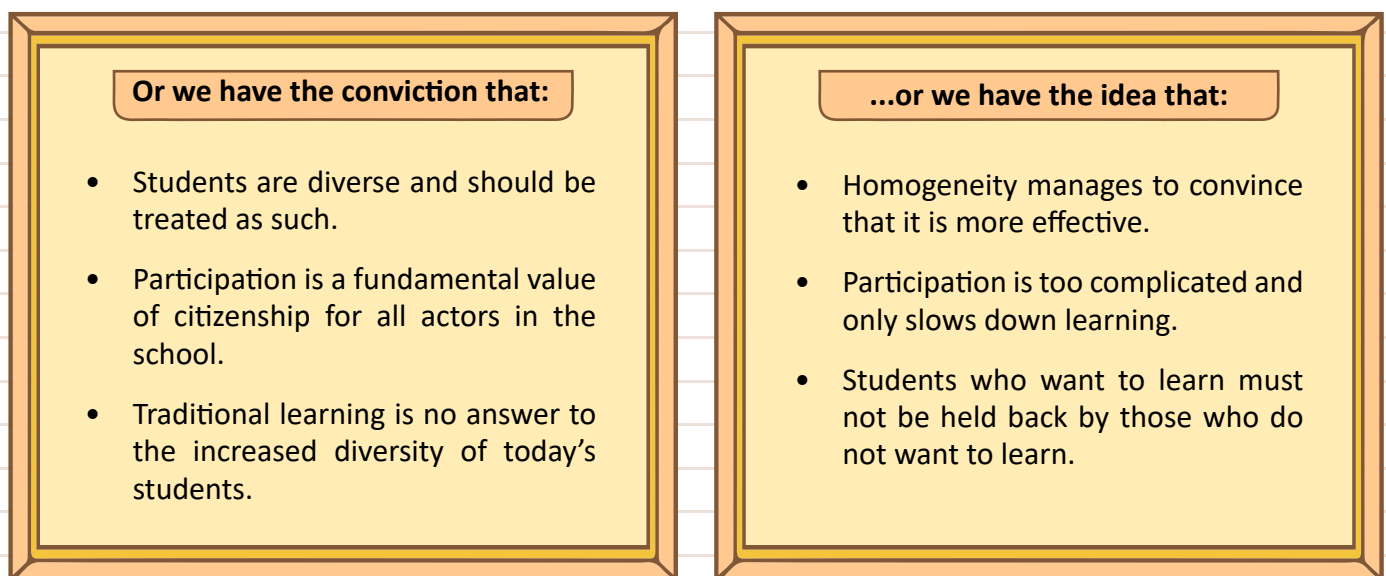 Or we have the conviction that:
• Students are diverse and should be
treated as such.
• Participation is a fundamental value
of citizenship for all actors in the
school.
• Traditional learning is no answer to
the increased diversity of today’s
students.
...or we have the idea that:
• Homogeneity manages to convince
that it is more effective.
• Participation is too complicated and
only slows down learning.
• Students who want to learn must
not be held back by those who do
not want to learn.